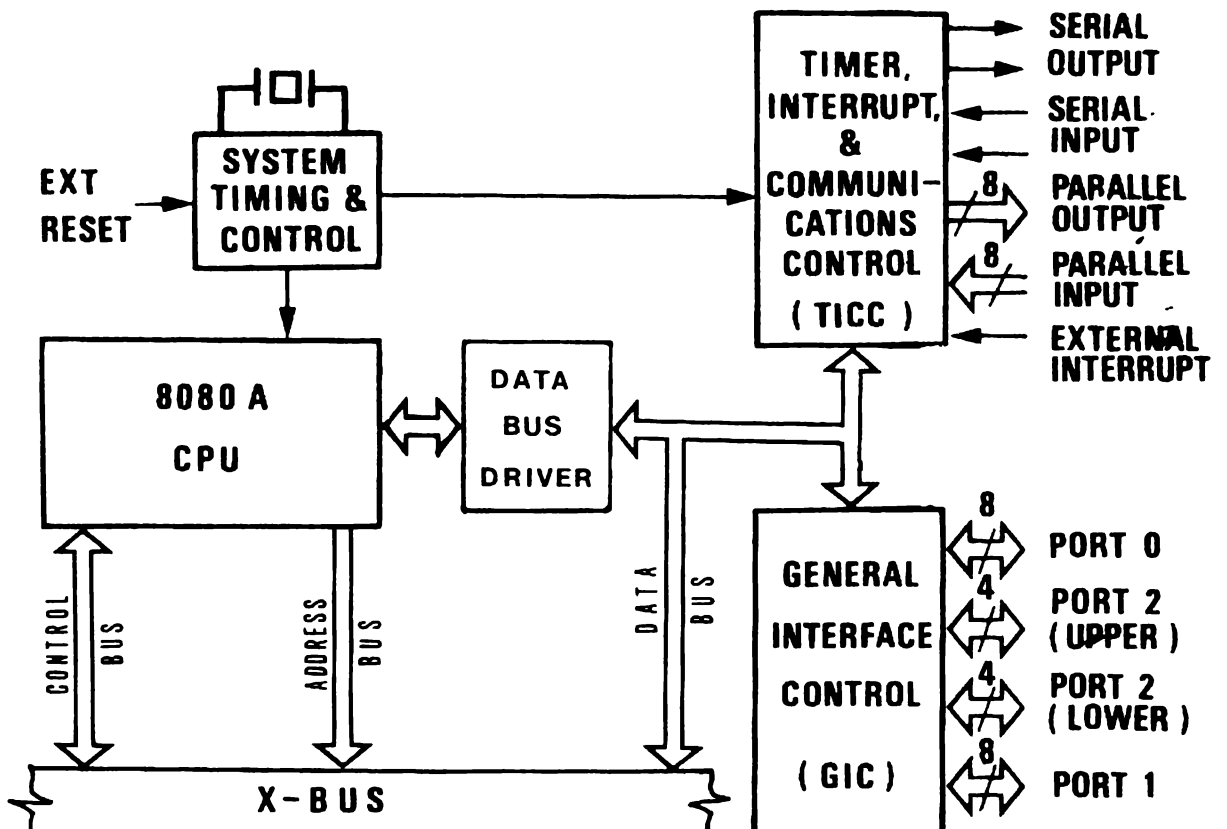 EXT
RESET
SYSTEM
TIMING &
CONTROL
8080 A
CPU
DATA
BUS
DRIVER
TIMER,
INTERRUPT,
&
COMMUNI-
CATIONS
CONTROL
( TICC )
SERIAL
OUTPUT
SERIAL
INPUT
8
PARALLEL
OUTPUT
8
PARALLEL
INPUT
EXTERNAL
INTERRUPT
CONTROL
BUS
ADDRESS
BUS
DATA
BUS
GENERAL
INTERFACE
CONTROL
( GIC )
8
PORT 0
4
PORT 2
( UPPER )
4
PORT 2
( LOWER )
8
PORT 1
X-BUS